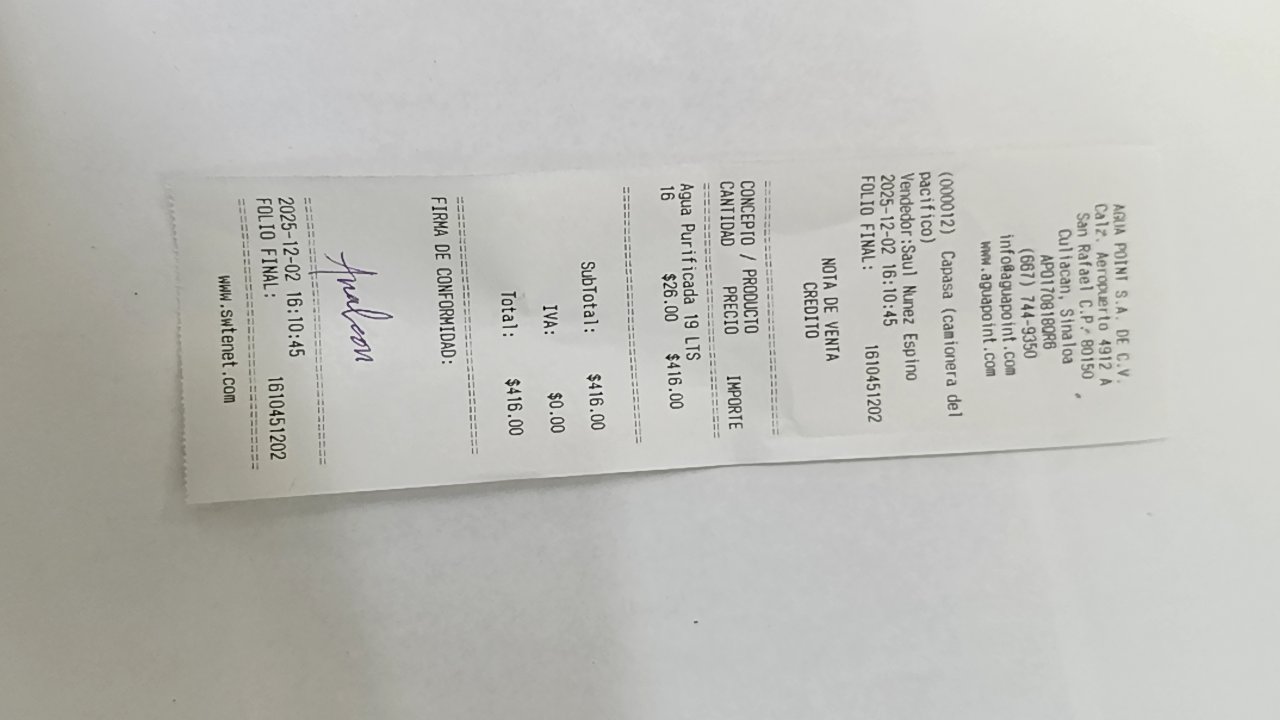 AGUA POINT S.A. DE C.V.
Calz. Aeropuerto 4912 A
San Rafael C.P. 80150 ,
Culiacan, Sinaloa
APO170818QR8
(667) 744-9350
info@aguapoint.com
www.aguapoint.com
(000012) Capasa (camionera del
pacifico)
Vendedor:Saul Nunez Espino
2025-12-02 16:10:45
FOLIO FINAL: 1610451202
NOTA DE VENTA
CREDITO
CONCEPTO / PRODUCTO
CANTIDAD PRECIO IMPORTE
Agua Purificada 19 LTS
16 $26.00 $416.00
SubTotal: $416.00
IVA: $0.00
Total: $416.00
FIRMA DE CONFORMIDAD:
2025-12-02 16:10:45
FOLIO FINAL: 1610451202
www.swtenet.com